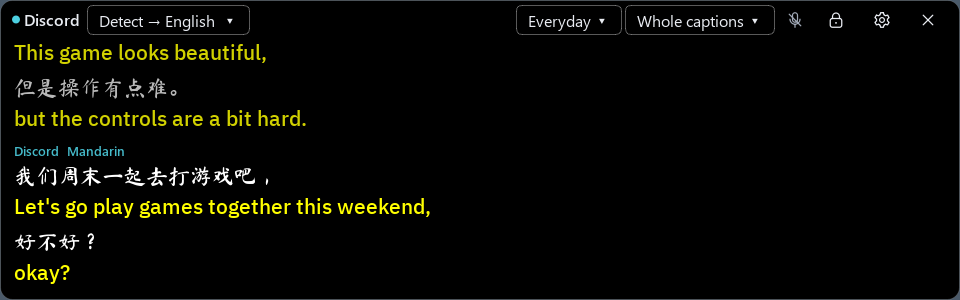 Discord Detect → English Everyday Whole captions
This game looks beautiful,
但是操作有点难。
but the controls are a bit hard.
Discord Mandarin
我们周末一起去打游戏吧，
Let's go play games together this weekend,
好不好？
okay?